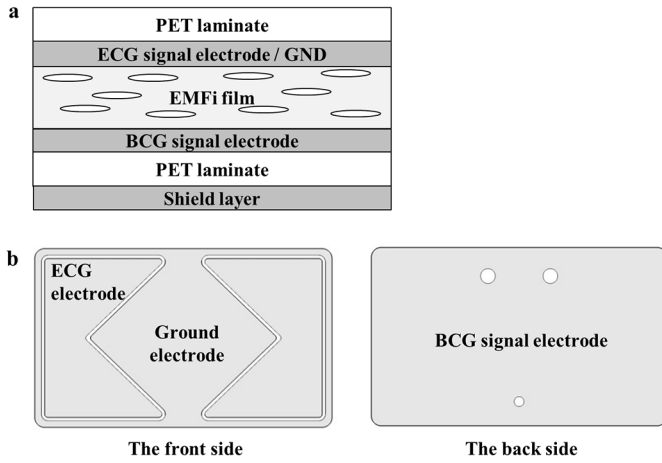 a
PET laminate
ECG signal electrode / GND
EMFi film
BCG signal electrode
PET laminate
Shield layer
b
ECG
electrode
Ground
electrode
BCG signal electrode
The front side
The back side